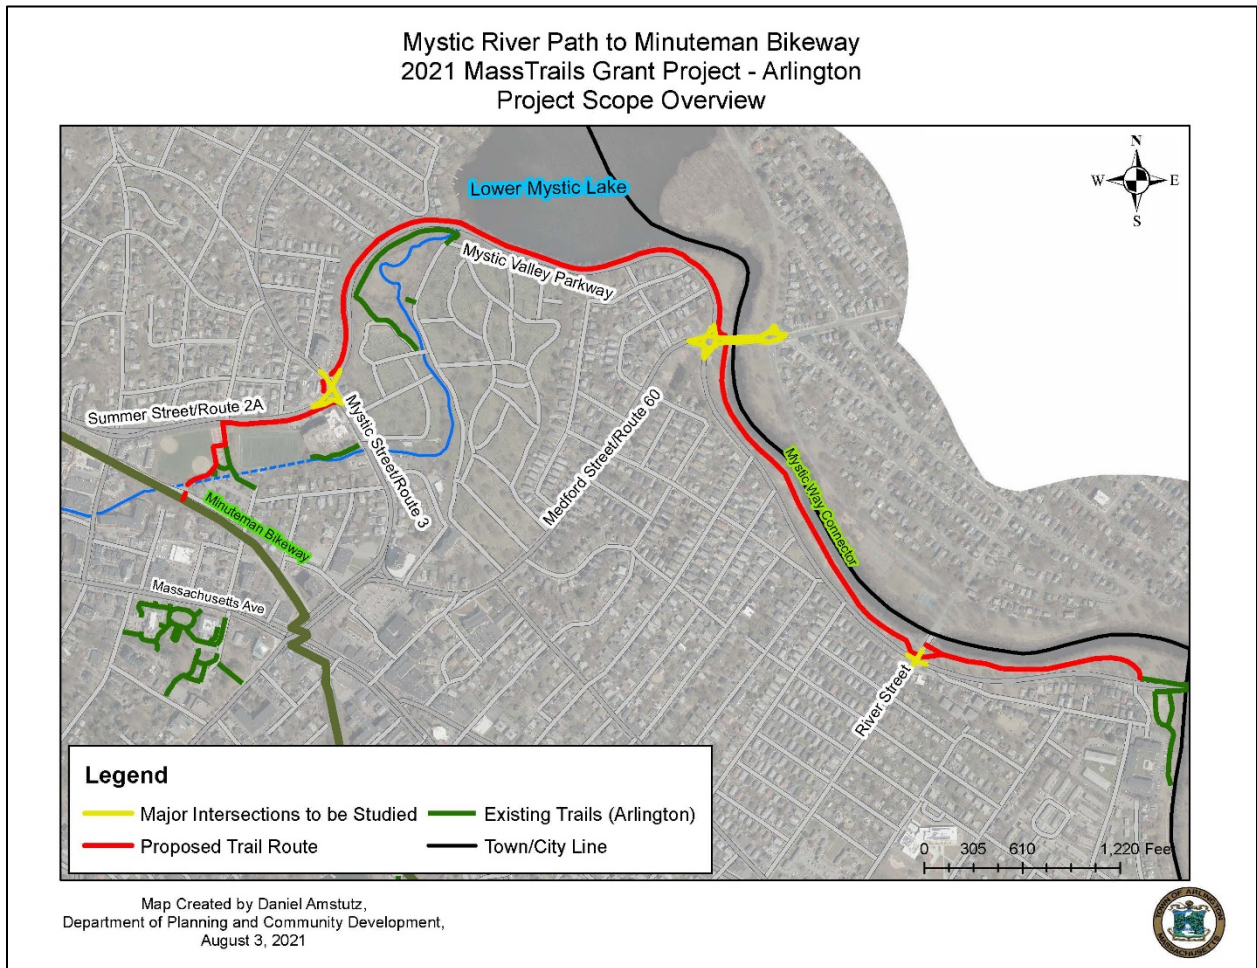 Mystic River Path to Minuteman Bikeway
2021 MassTrails Grant Project - Arlington
Project Scope Overview
N
W
E
S
Lower Mystic Lake
Mystic Valley Parkway
Summer Street/Route 2A
Mystic Street/Route 3
Medford Street/Route 60
Mystic Way Connector
Minuteman Bikeway
Massachusetts Ave
River Street
Legend
Major Intersections to be Studied
Existing Trails (Arlington)
Proposed Trail Route
Town/City Line
0 305 610 1,220 Feet
Map Created by Daniel Amstutz,
Department of Planning and Community Development,
August 3, 2021
TOWN OF ARLINGTON
MASSACHUSETTS